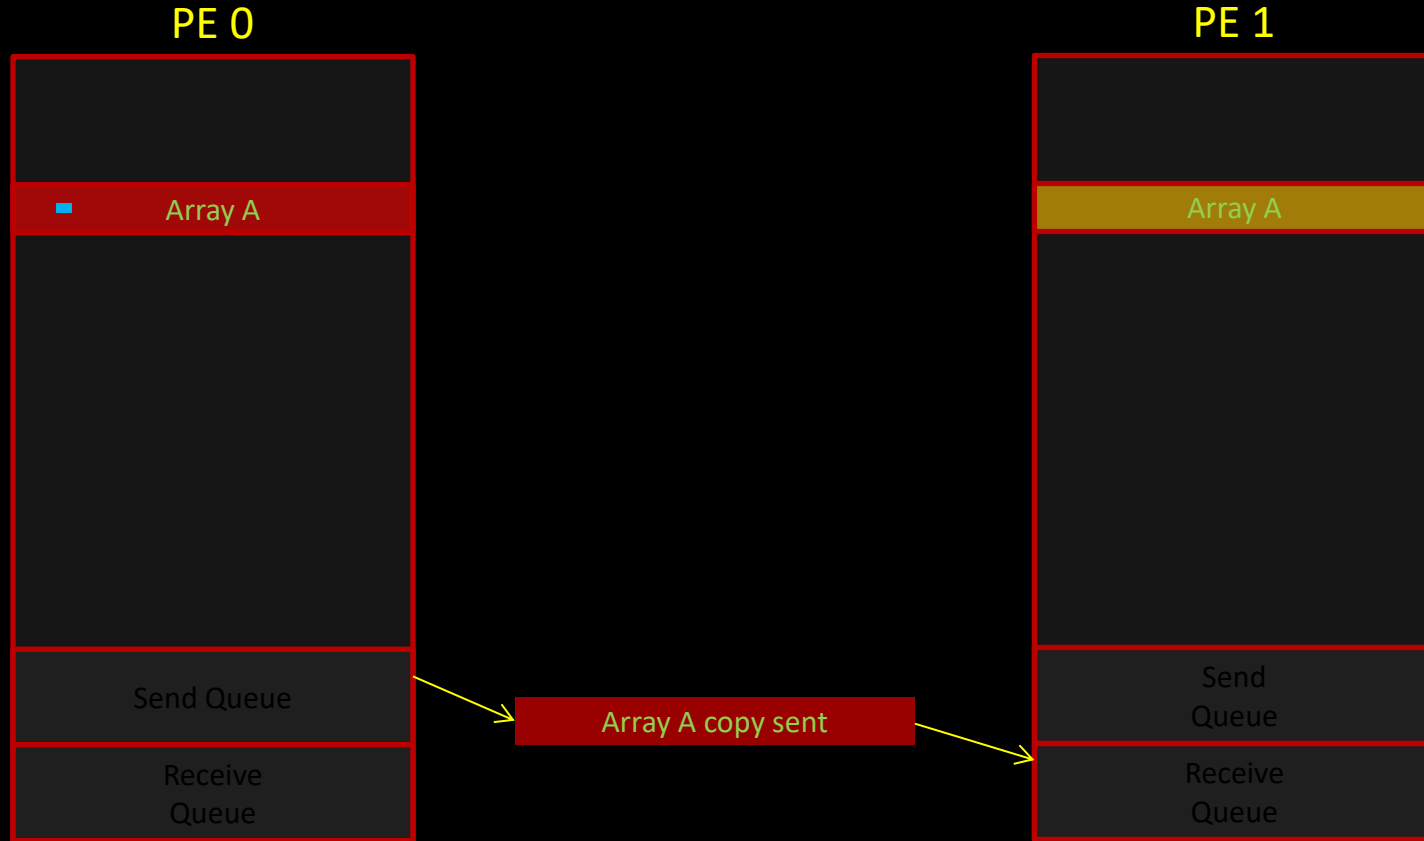 PE 0
PE 1
Array A
Array A
Send Queue
Send
Queue
Array A copy sent
Receive
Queue
Receive
Queue